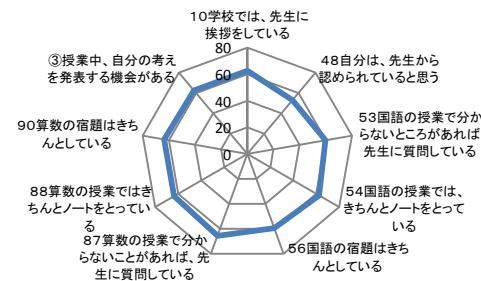 10学校では、先生に
挨拶をしている
48自分は、先生から
認められていると思う
53国語の授業で分か
らないところがあれば
先生に質問している
54国語の授業では、
きちんとノートをとって
いる
56国語の宿題はきち
んとしている
87算数の授業で分か
らないことがあれば、先
生に質問している
88算数の授業ではき
ちんとノートをとってい
る
90算数の宿題はきち
んとしている
③授業中、自分の考え
を発表する機会がある
80
60
40
20
0